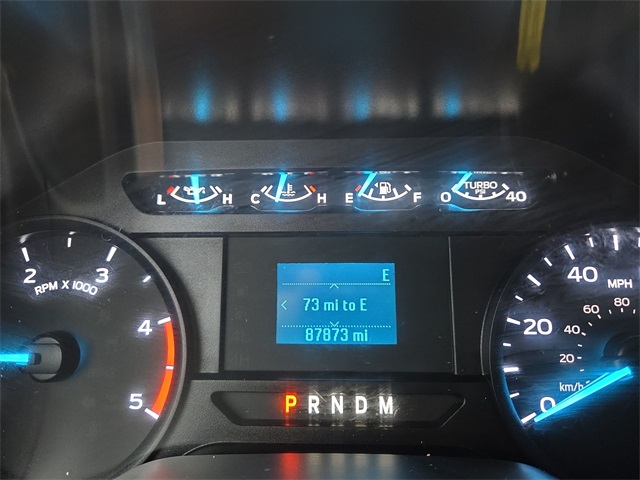 L H C H E F 0 TURBO PSI 40
2 3 4 5
RPM X 1000
E
73 mi to E
87873 mi
P R N D M
40 MPH
20
0
80
60
40
20
km/h